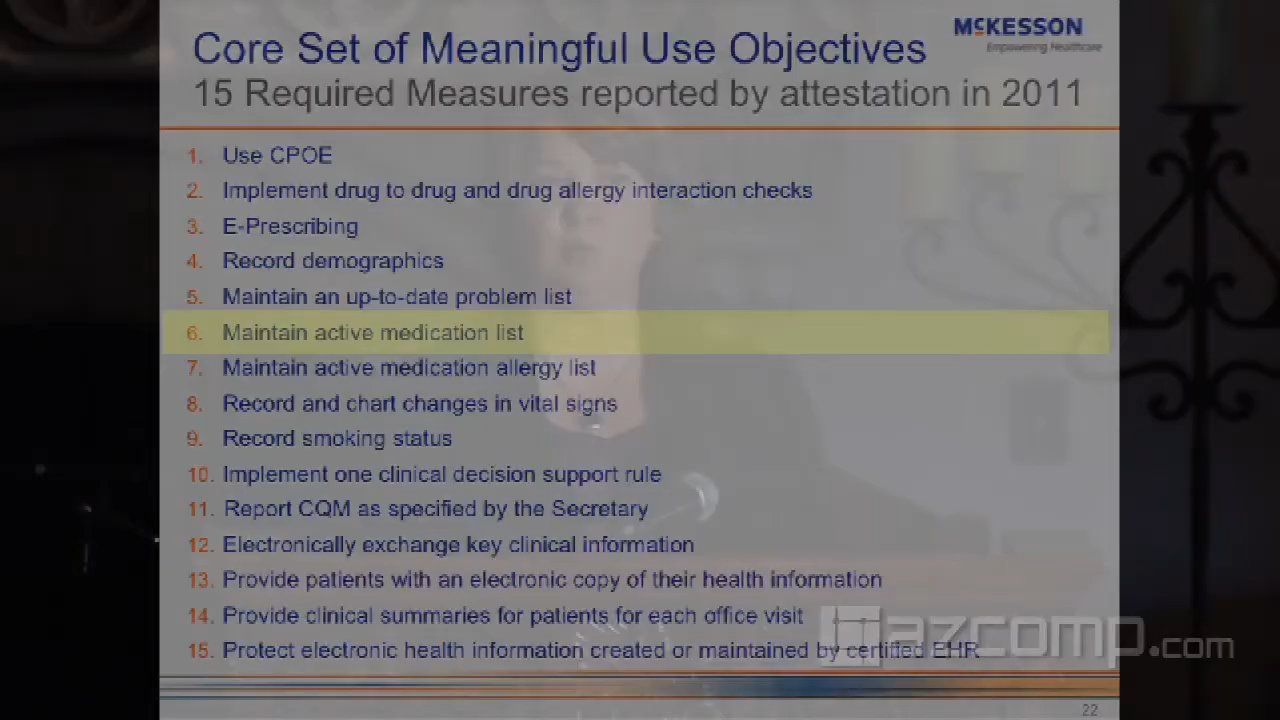 McKESSON
Empowering Healthcare
Core Set of Meaningful Use Objectives
15 Required Measures reported by attestation in 2011
1. Use CPOE
2. Implement drug to drug and drug allergy interaction checks
3. E-Prescribing
4. Record demographics
5. Maintain an up-to-date problem list
6. Maintain active medication list
7. Maintain active medication allergy list
8. Record and chart changes in vital signs
9. Record smoking status
10. Implement one clinical decision support rule
11. Report CQM as specified by the Secretary
12. Electronically exchange key clinical information
13. Provide patients with an electronic copy of their health information
14. Provide clinical summaries for patients for each office visit
15. Protect electronic health information created or maintained by certified EHR
azcomp.com
22